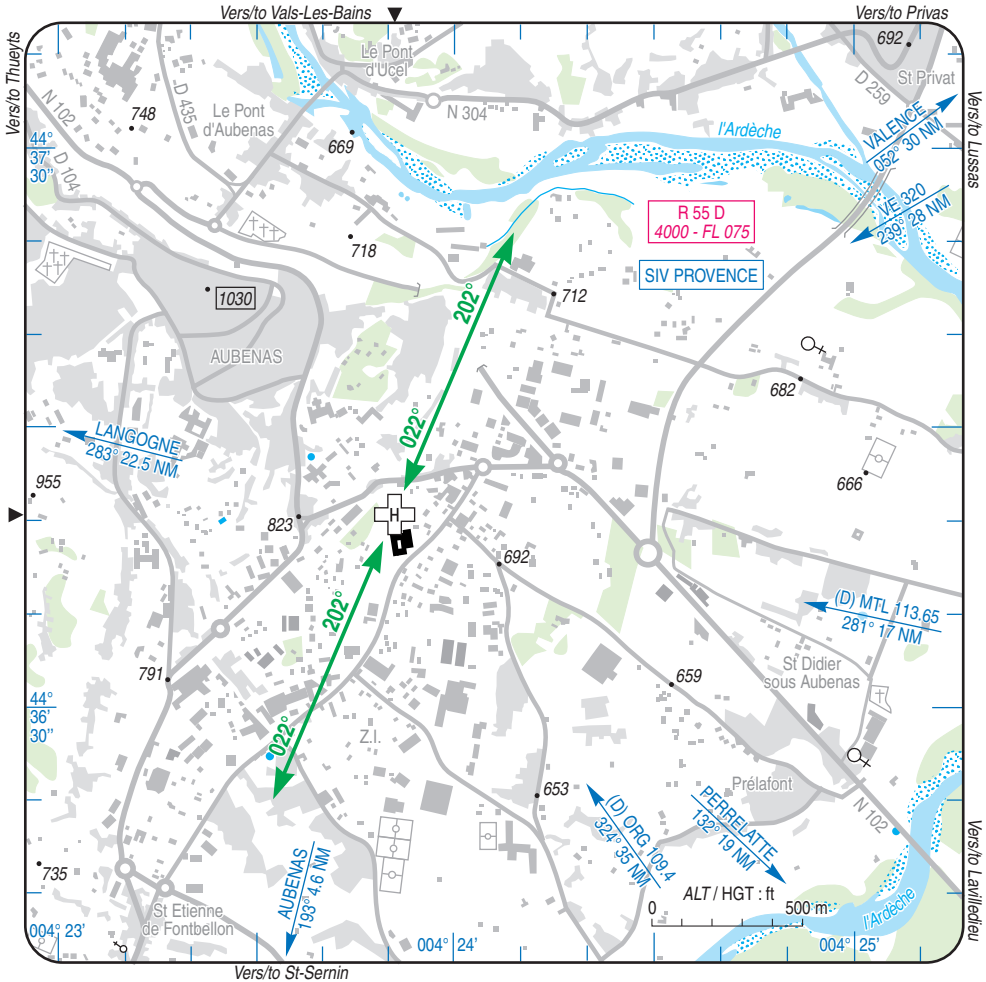 Vers/to Vals-Les-Bains
Vers/to Privas
Vers/to Thueyts
Vers/to Lussas
Le Pont
d'Ucel
692
St Privat
D 259
N 102
D 435
748
Le Pont
d'Aubenas
N 304
669
l'Ardèche
VALENCE
052° 30 NM
44°
37'
30"
D 104
VE 320
239° 28 NM
R 55 D
4000 - FL 075
718
SIV PROVENCE
1030
202°
712
AUBENAS
682
022°
LANGOGNE
283° 22.5 NM
955
666
823
H
692
202°
(D) MTL 113.65
281° 17 NM
791
659
St Didier
sous Aubenas
44°
36'
30"
022°
Z.I.
653
Prélafont
(D) ORG 109.4
324° 35 NM
PERRELATTE
132° 19 NM
N 102
735
AUBENAS
193° 4.6 NM
ALT / HGT : ft
0 500 m
l'Ardèche
St Etienne
de Fontbellon
004° 23'
004° 24'
004° 25'
Vers/to Lavilledieu
Vers/to St-Sernin